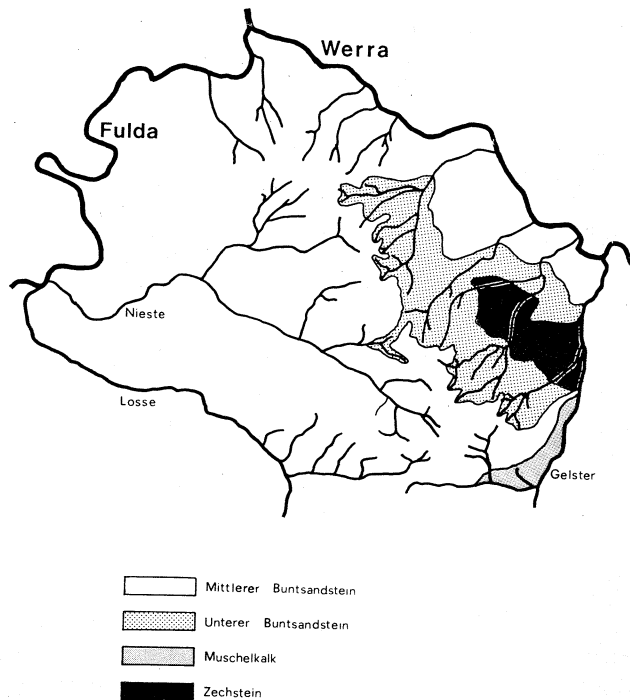 Werra
Fulda
Nieste
Losse
Gelster
Mittlerer Buntsandstein
Unterer Buntsandstein
Muschelkalk
Zechstein